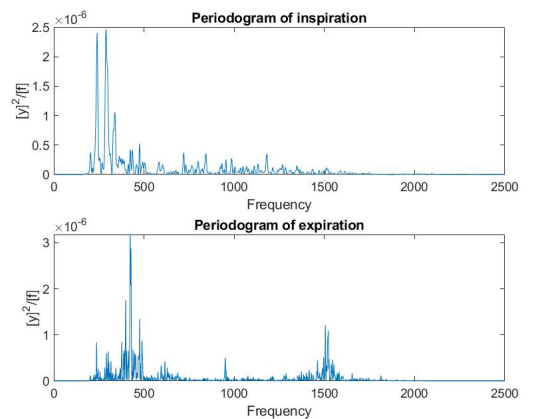 Periodogram of inspiration
×10^-6
2.5
2
1.5
1
0.5
0
[y]^2/[f]
0 500 1000 1500 2000 2500
Frequency
Periodogram of expiration
×10^-6
3
2
1
0
[y]^2/[f]
0 500 1000 1500 2000 2500
Frequency